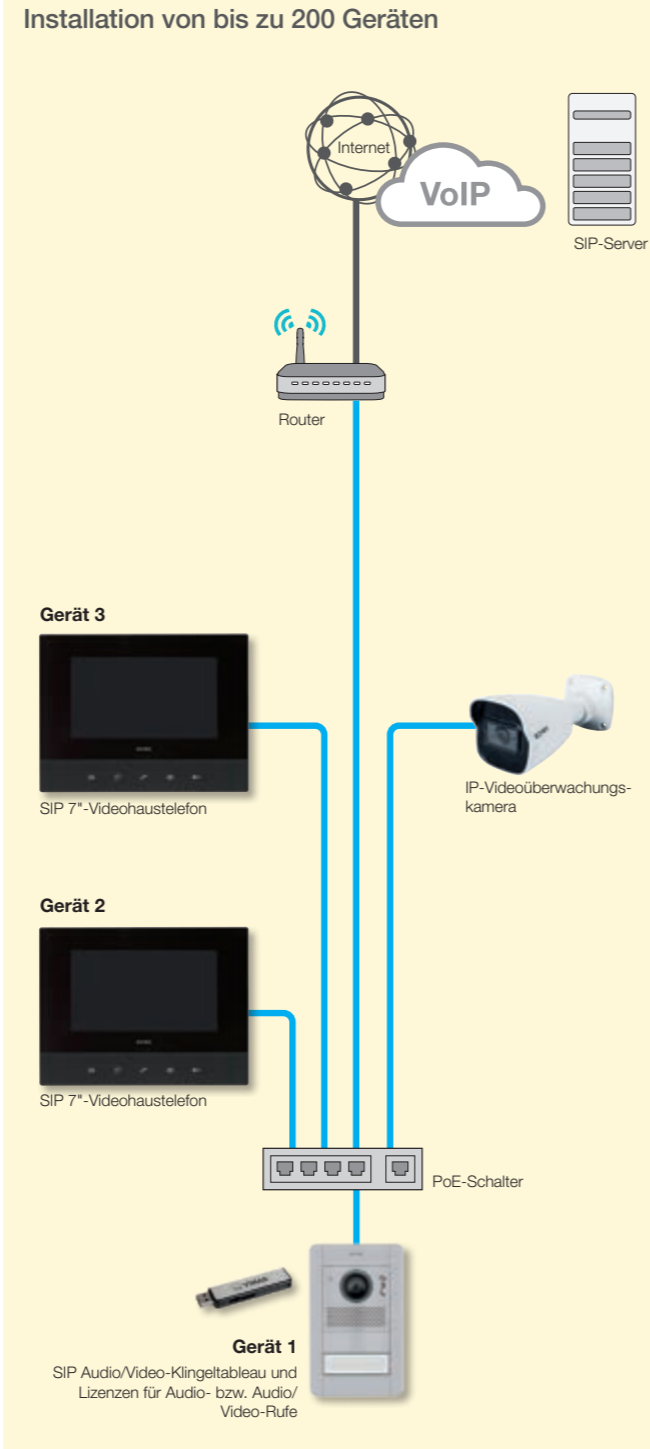 Installation von bis zu 200 Geräten
Internet
VoIP
SIP-Server
Router
Gerät 3
SIP 7"-Videohaustelefon
IP-Videoüberwachungs-
kamera
Gerät 2
SIP 7"-Videohaustelefon
PoE-Schalter
VIMAR
Gerät 1
SIP Audio/Video-Klingeltableau und
Lizenzen für Audio- bzw. Audio/
Video-Rufe